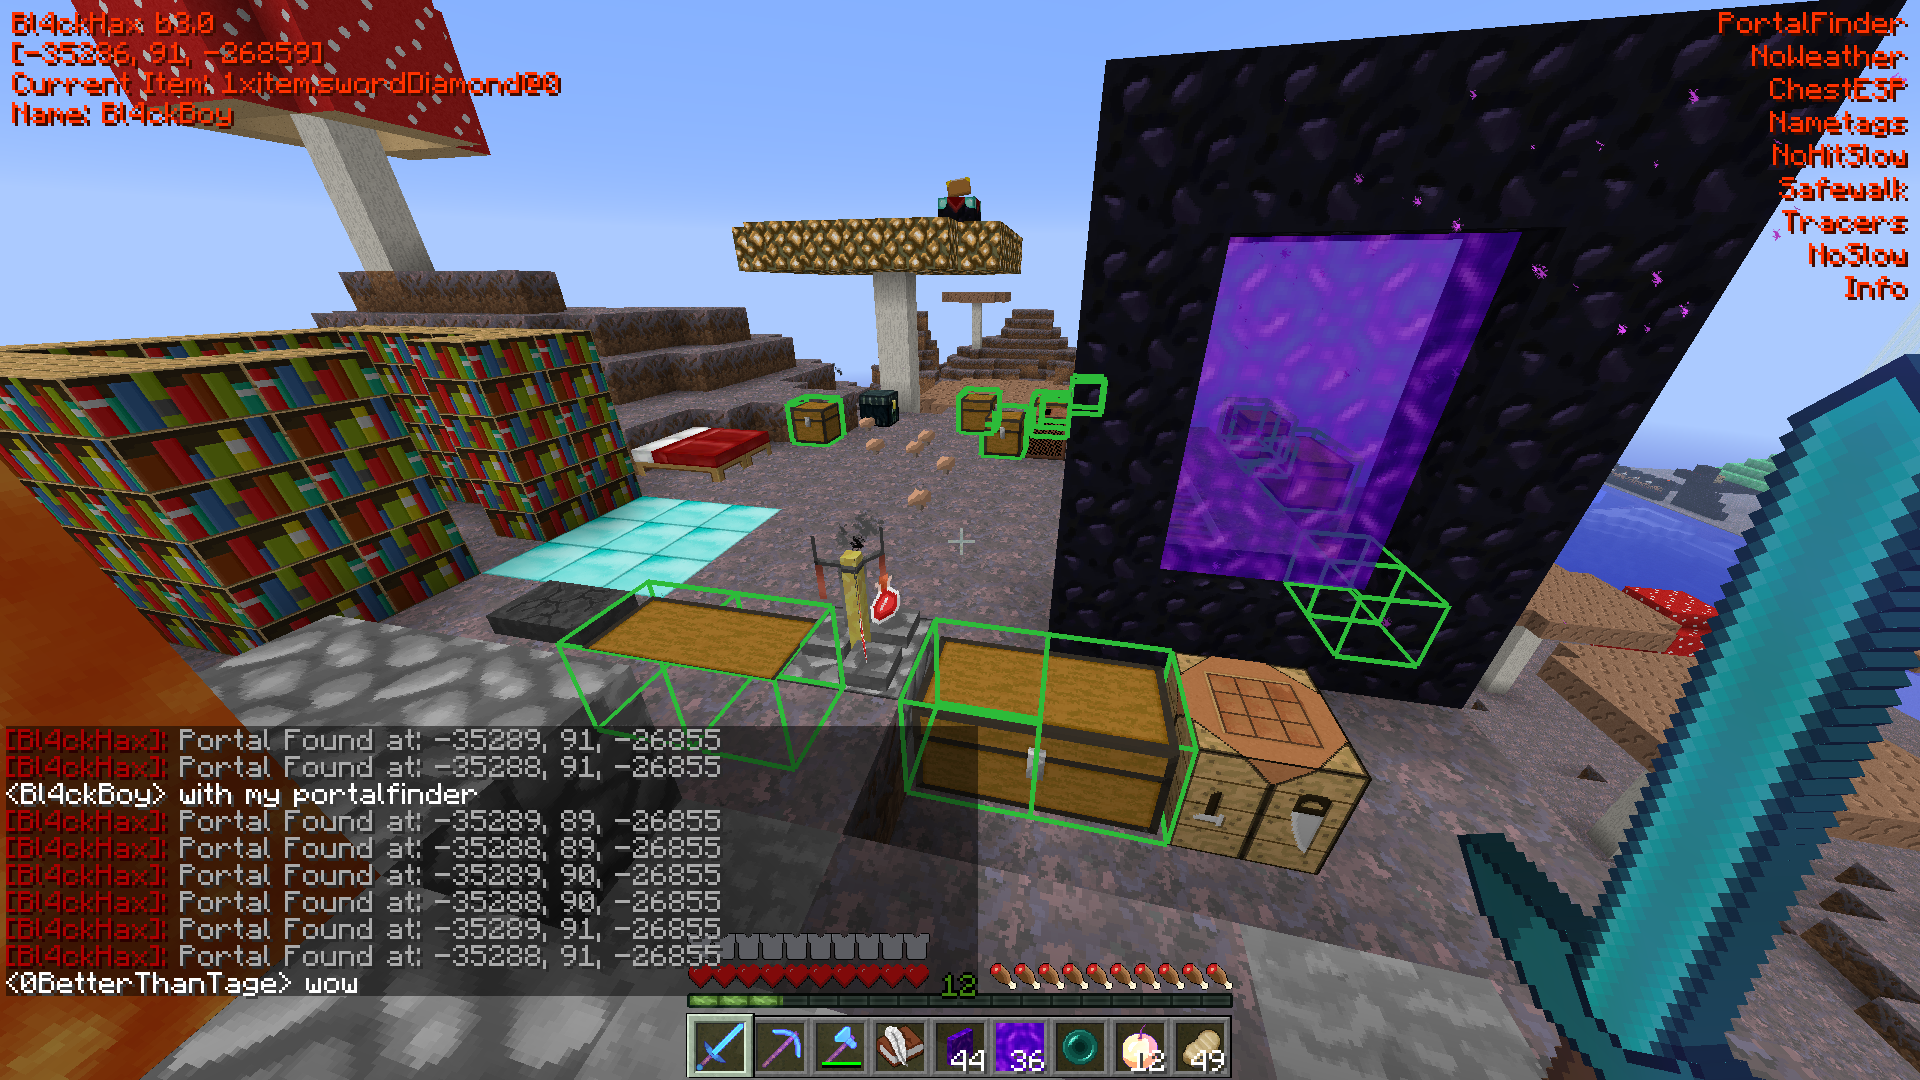 Bl4ckHax b3.0
[-35286, 91, -26859]
Current Item: 1xitem.swordDiamond@0
Name: Bl4ckBoy
PortalFinder
NoWeather
ChestESP
Nametags
NoHitSlow
Safewalk
Tracers
NoSlow
Info
[Bl4ckHax]: Portal Found at: -35289, 91, -26855
[Bl4ckHax]: Portal Found at: -35288, 91, -26855
<Bl4ckBoy> with my portalfinder
[Bl4ckHax]: Portal Found at: -35289, 89, -26855
[Bl4ckHax]: Portal Found at: -35288, 89, -26855
[Bl4ckHax]: Portal Found at: -35289, 90, -26855
[Bl4ckHax]: Portal Found at: -35288, 90, -26855
[Bl4ckHax]: Portal Found at: -35289, 91, -26855
[Bl4ckHax]: Portal Found at: -35288, 91, -26855
<0BetterThanTage> wow
12
44 36 12 49